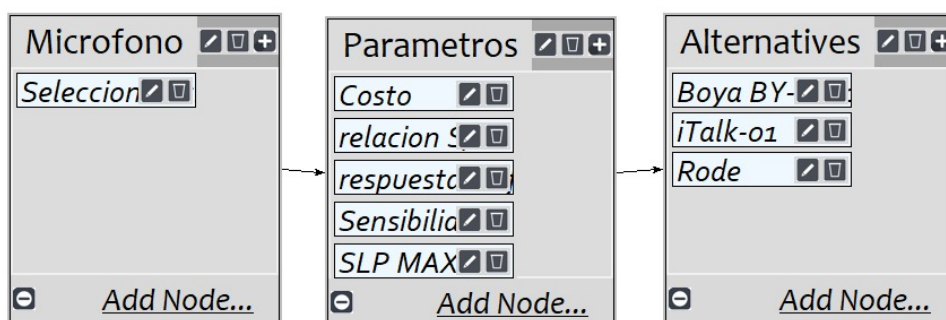 Microfono
Seleccion
Add Node...
Parametros
Costo
relacion
respuesta
Sensibilid
SLP MAX
Add Node...
Alternatives
Boya BY-
iTalk-01
Rode
Add Node...